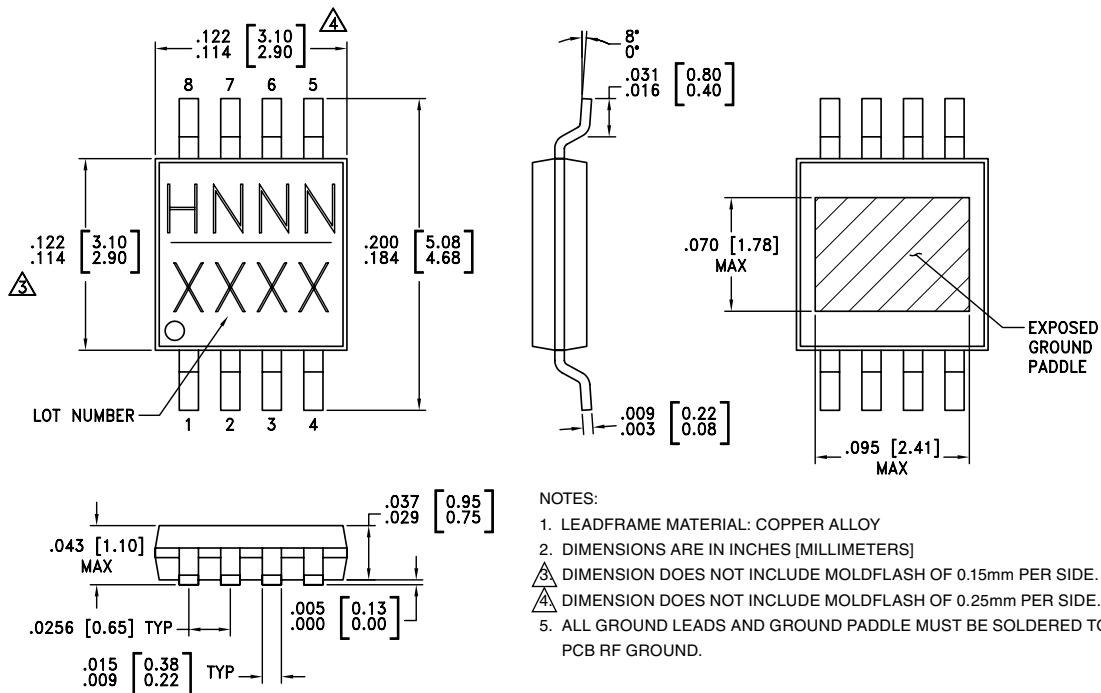 .122 [3.10]
.114 [2.90]
4
8 7 6 5
HNNN
XXXX
.122 [3.10]
.114 [2.90]
3
.200 [5.08]
.184 [4.68]
LOT NUMBER
1 2 3 4
8°
0°
.031 [0.80]
.016 [0.40]
.009 [0.22]
.003 [0.08]
.070 [1.78]
MAX
EXPOSED
GROUND
PADDLE
.095 [2.41]
MAX
.037 [0.95]
.029 [0.75]
.043 [1.10]
MAX
.005 [0.13]
.000 [0.00]
.0256 [0.65] TYP
.015 [0.38]
.009 [0.22]
TYP
NOTES:
1. LEADFRAME MATERIAL: COPPER ALLOY
2. DIMENSIONS ARE IN INCHES [MILLIMETERS]
3. DIMENSION DOES NOT INCLUDE MOLDFLASH OF 0.15mm PER SIDE.
4. DIMENSION DOES NOT INCLUDE MOLDFLASH OF 0.25mm PER SIDE.
5. ALL GROUND LEADS AND GROUND PADDLE MUST BE SOLDERED
PCB RF GROUND.